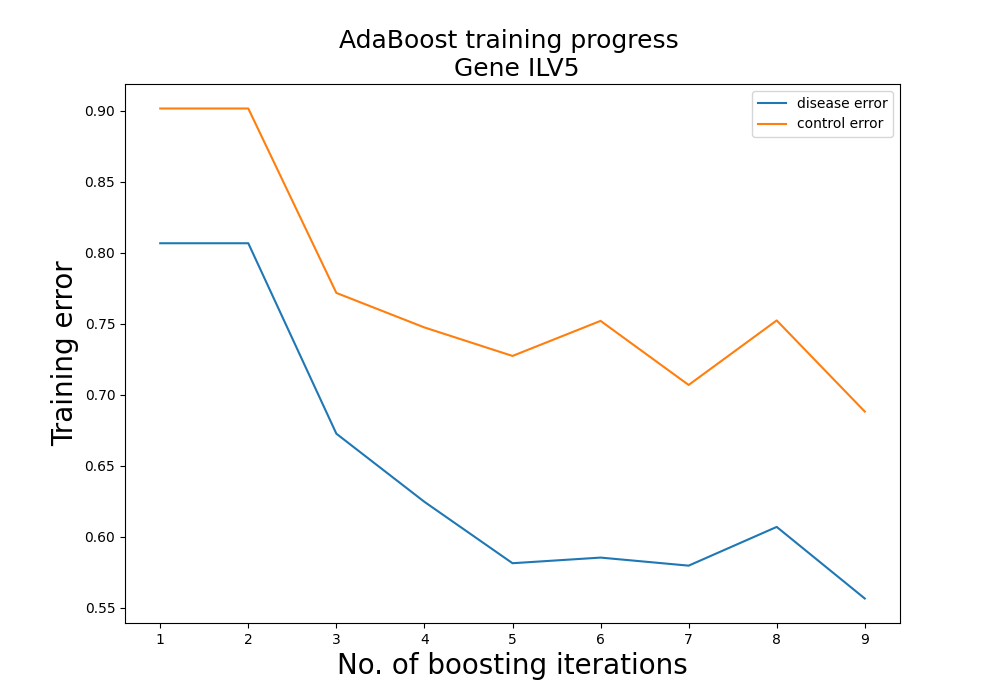 AdaBoost training progress
Gene ILV5
disease error
control error
0.90
0.85
0.80
0.75
0.70
0.65
0.60
0.55
Training error
1 2 3 4 5 6 7 8 9
No. of boosting iterations